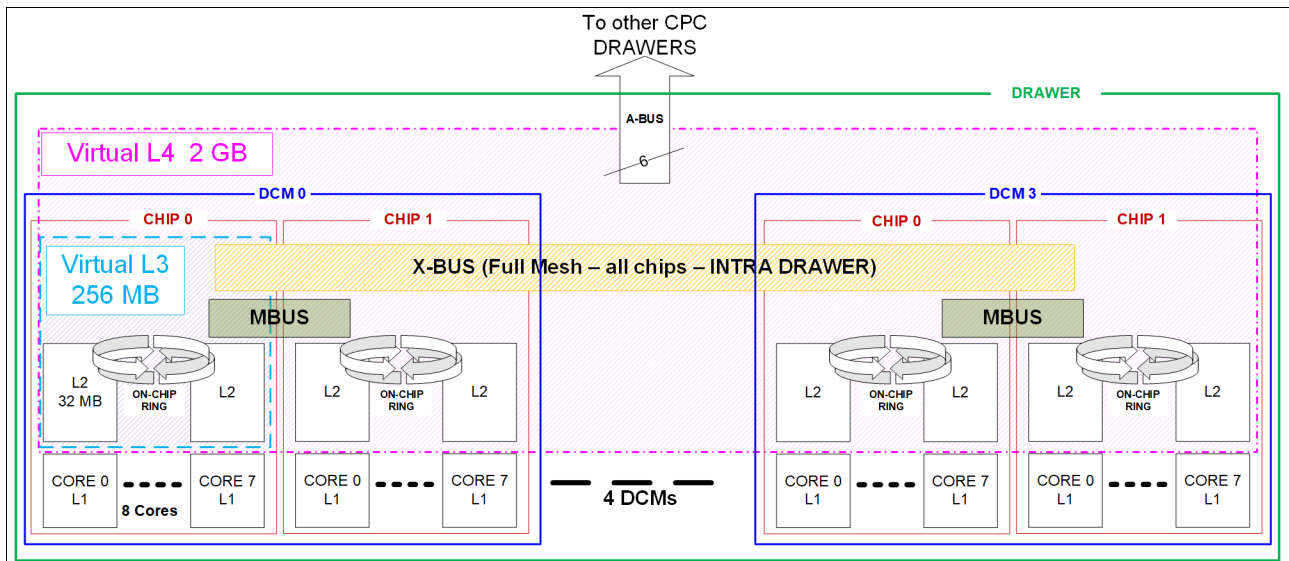 To other CPC
DRAWERS
DRAWER
A-BUS
6
Virtual L4 2 GB
DCM 0
DCM 3
CHIP 0
CHIP 1
CHIP 0
CHIP 1
Virtual L3
256 MB
X-BUS (Full Mesh – all chips – INTRA DRAWER)
MBUS
MBUS
L2
32 MB
ON-CHIP
RING
L2
L2
ON-CHIP
RING
L2
L2
ON-CHIP
RING
L2
L2
ON-CHIP
RING
L2
CORE 0
L1
8 Cores
CORE 7
L1
CORE 0
L1
CORE 7
L1
4 DCMs
CORE 0
L1
CORE 7
L1
CORE 0
L1
CORE 7
L1